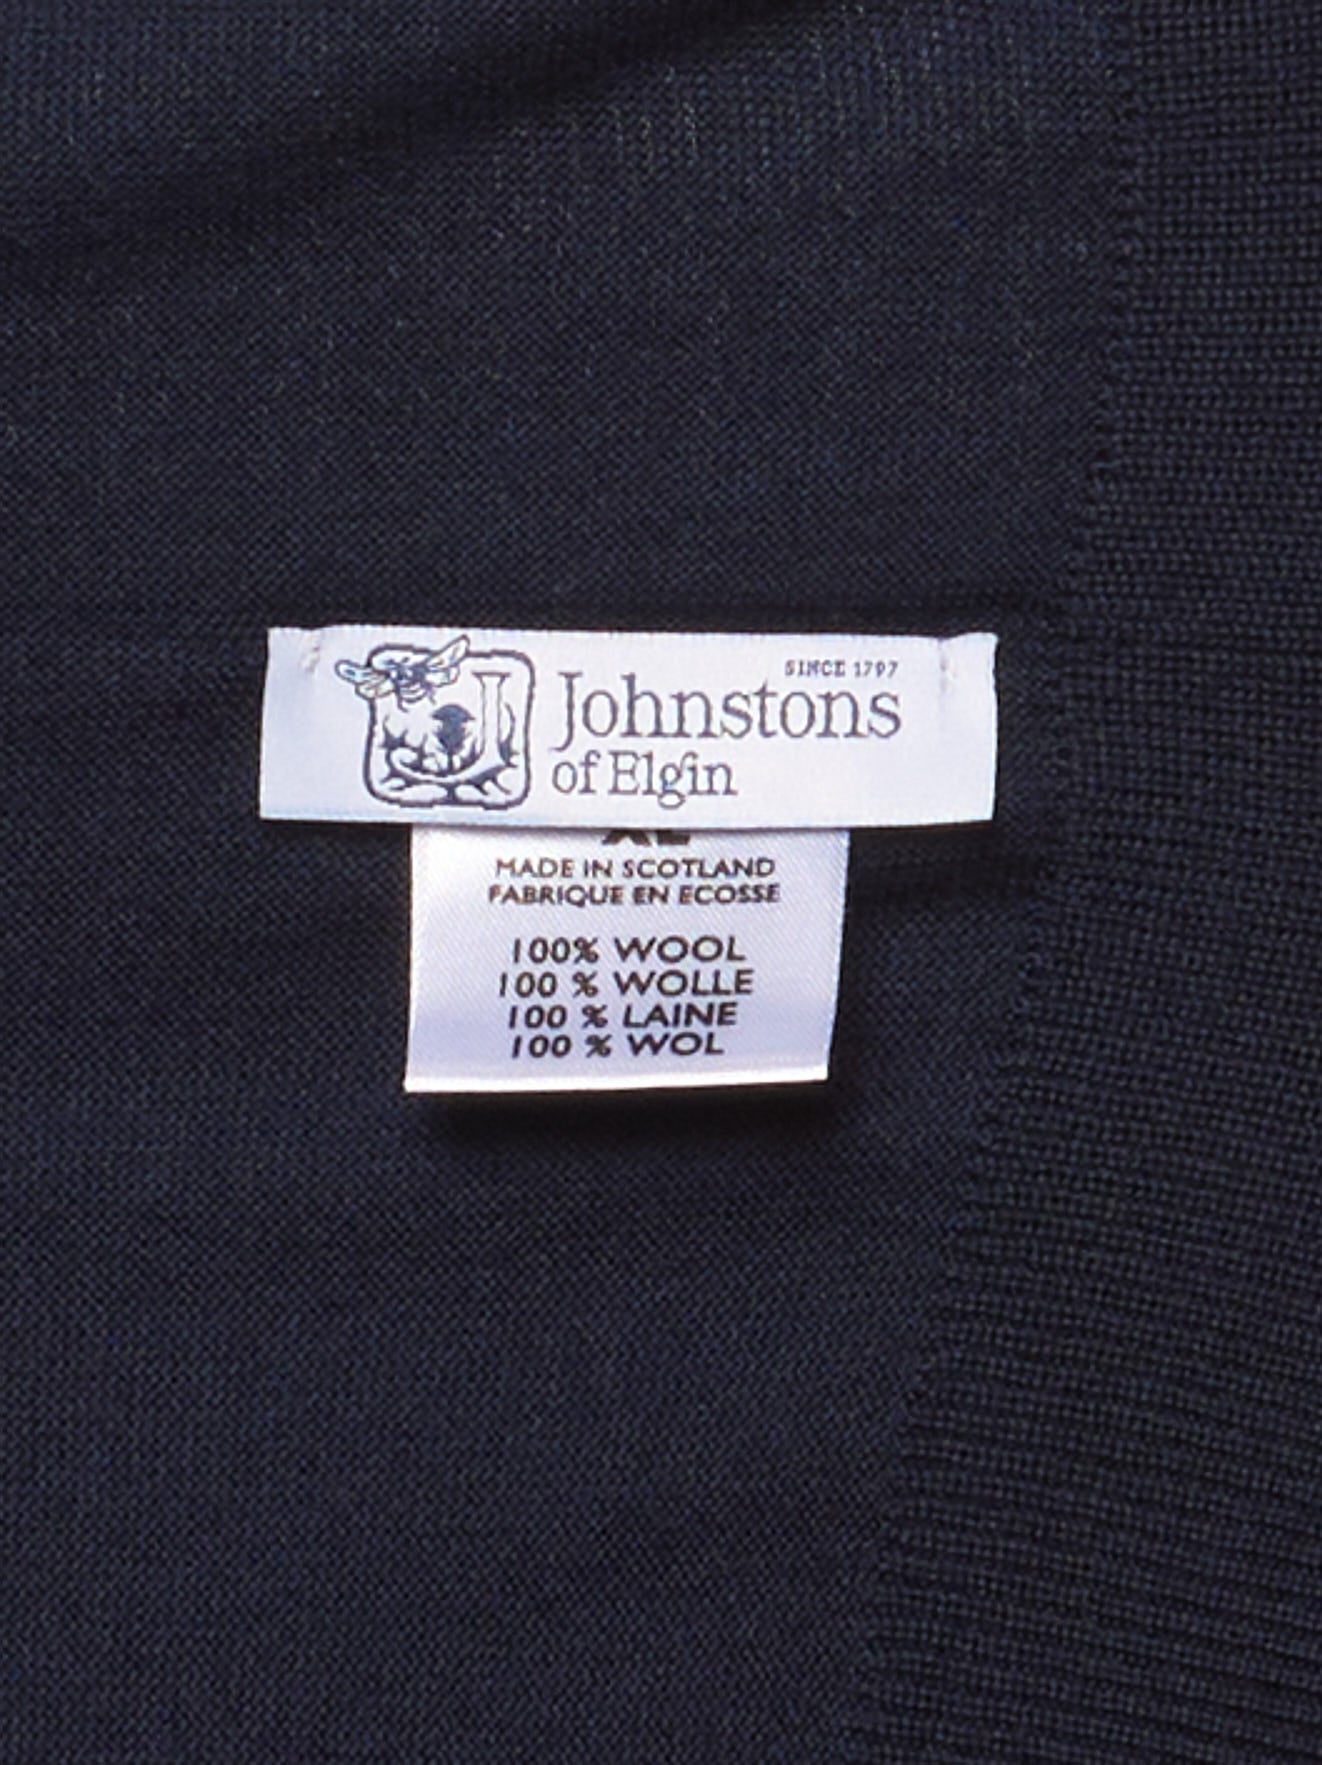 SINCE 1797
Johnstons
of Elgin
XL
MADE IN SCOTLAND
FABRIQUE EN ECOSSE
100% WOOL
100 % WOLLE
100 % LAINE
100 % WOL